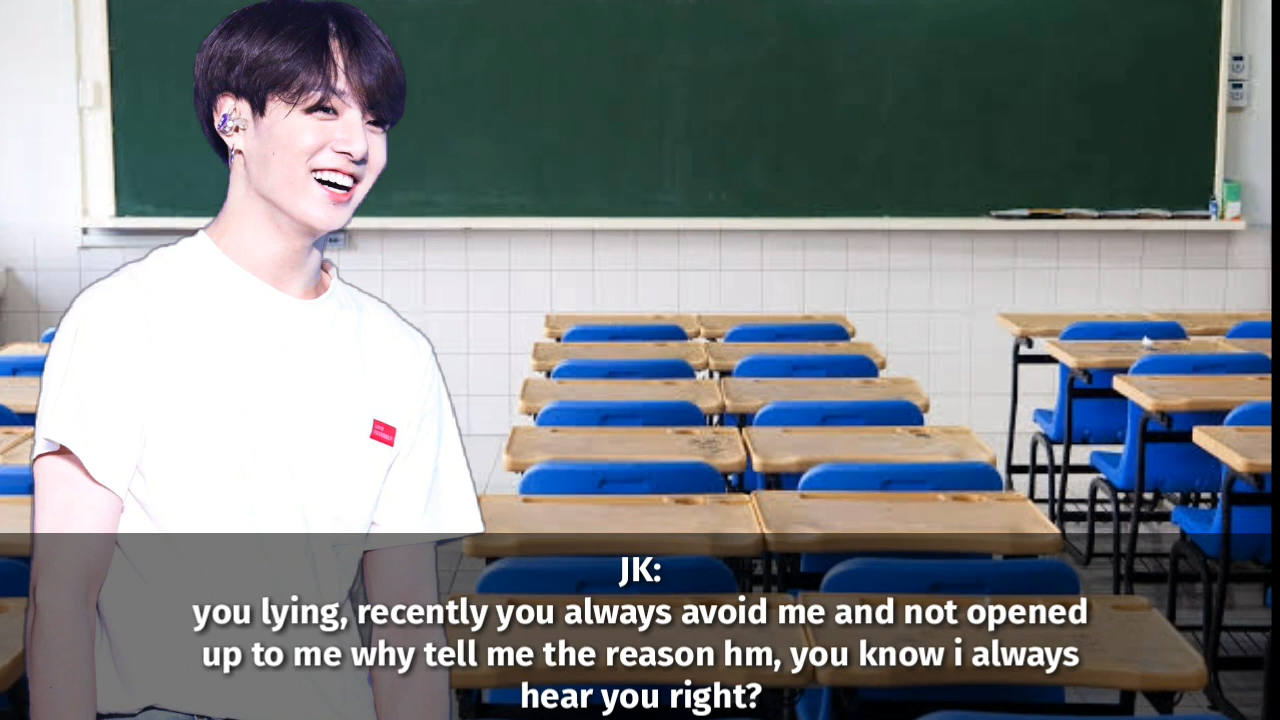 JK:
you lying, recently you always avoid me and not opened
up to me why tell me the reason hm, you know i always
hear you right?